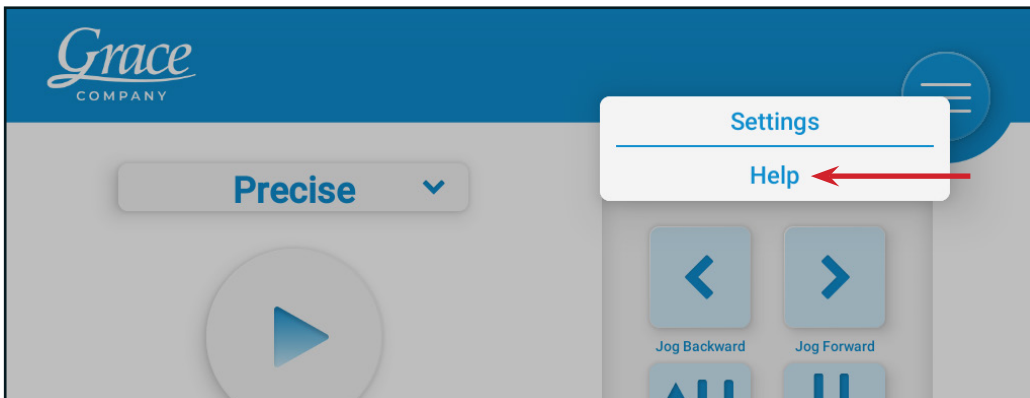 Grace
COMPANY
Settings
Help
Precise
Jog Backward
Jog Forward